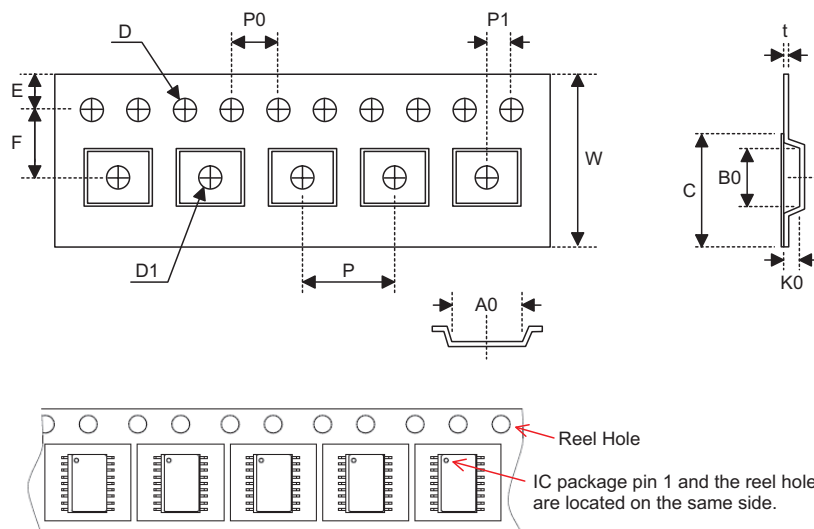 D
P0
P1
t
E
F
W
C
B0
D1
P
K0
A0
Reel Hole
IC package pin 1 and the reel hole
are located on the same side.